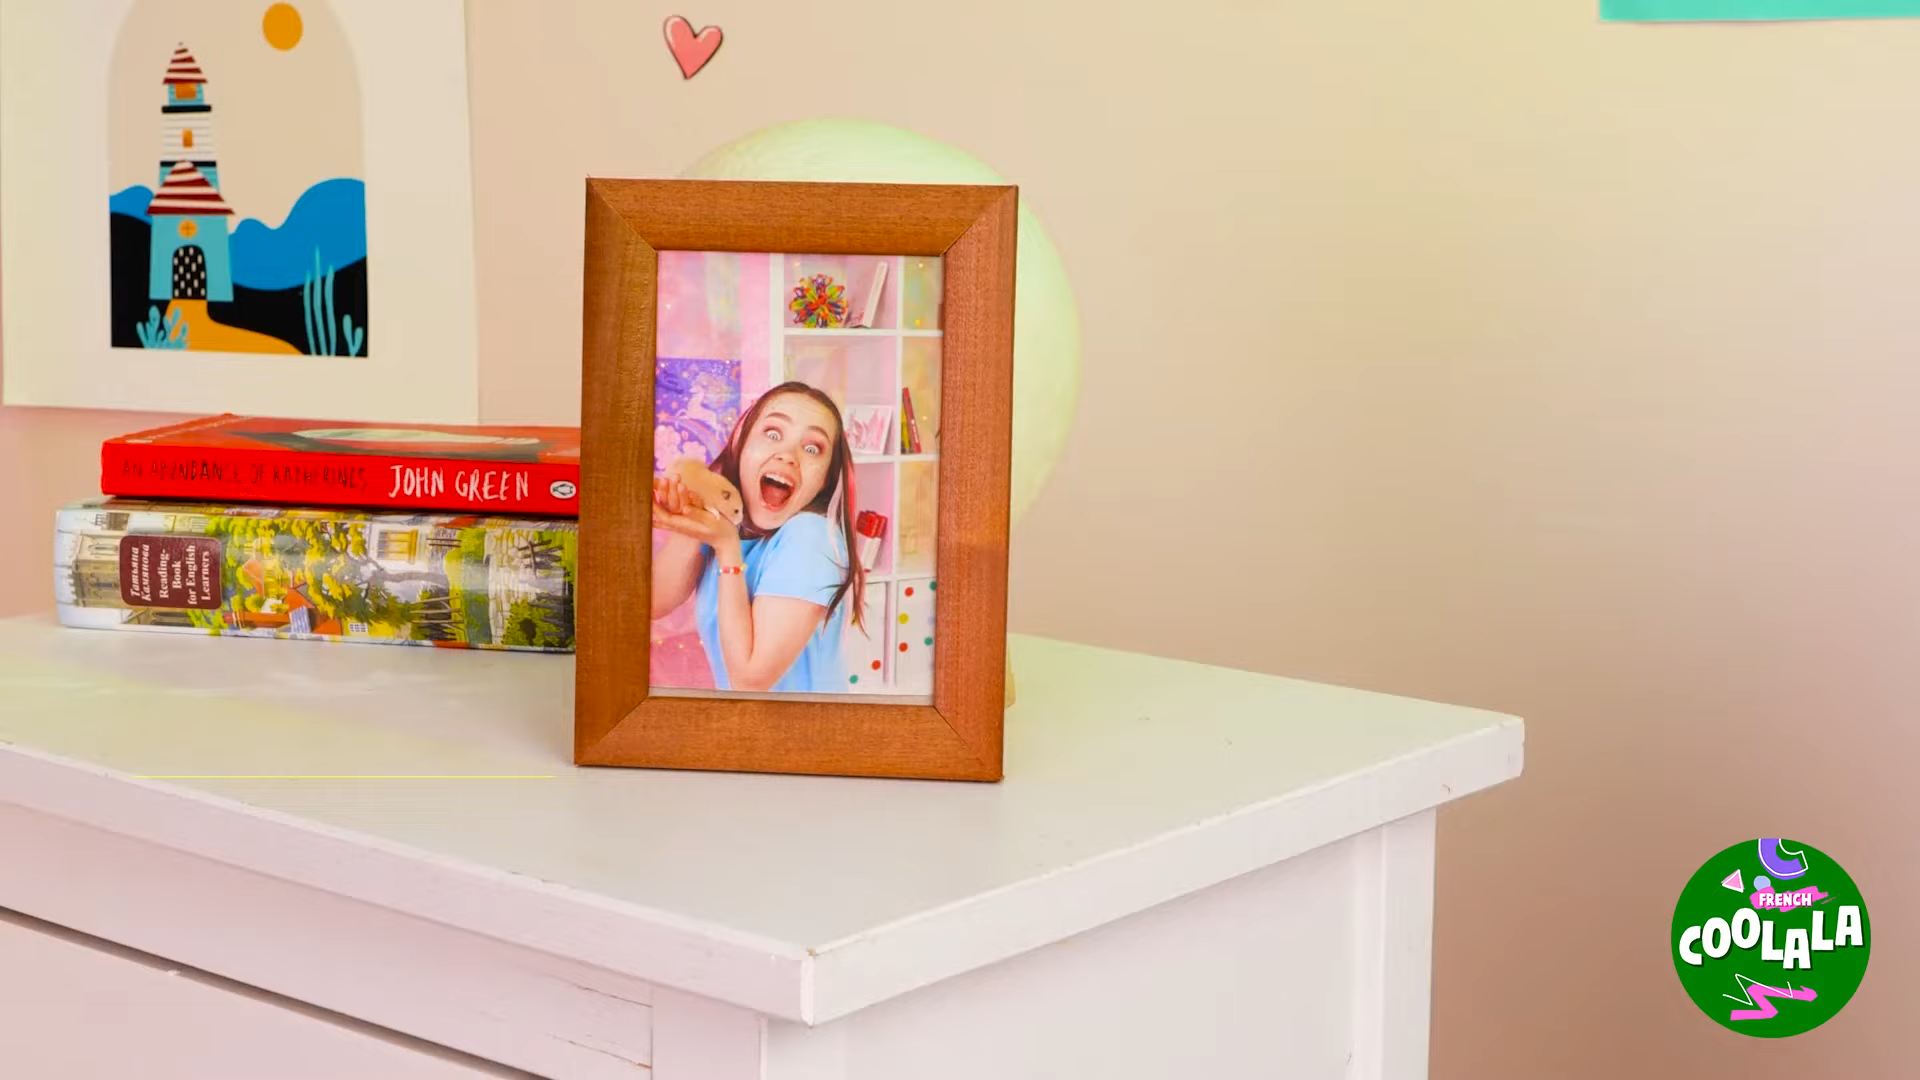 AN ABUNDANCE OF KATHERINES JOHN GREEN
Татьяна
Камянова
Reading-
Book
for English
Learners
FRENCH
COOLALA